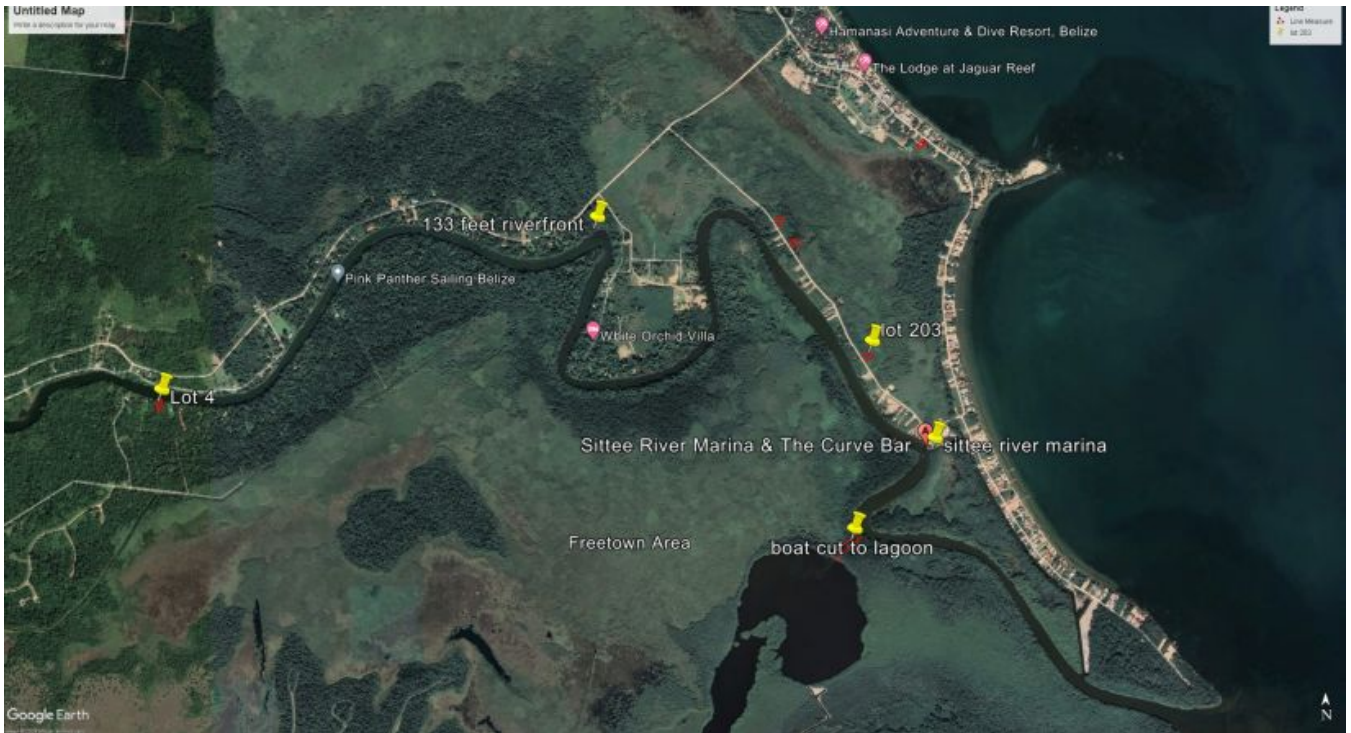 Untitled Map
Write a description for your map.
Legend
Line Measure
lot 203
Hamanasi Adventure & Dive Resort, Belize
The Lodge at Jaguar Reef
133 feet riverfront
Pink Panther Sailing Belize
White Orchid Villa
lot 203
Lot 4
Sittee River Marina & The Curve Bar
sittee river marina
Freetown Area
boat cut to lagoon
Google Earth
N